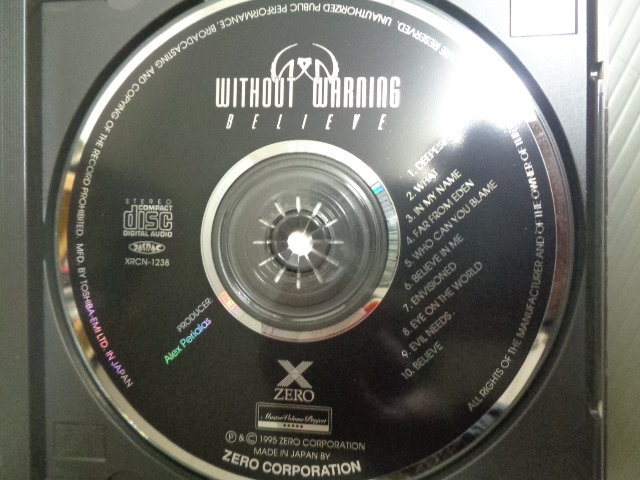 WITHOUT WARNING
BELIEVE
1. DEEPLE
2. WHAT
3. IN MY NAME
4. FAR FROM EDEN
5. WHO CAN YOU BLAME
6. BELIEVE IN ME
7. ENVISIONED
8. EYE ON THE WORLD
9. EVIL NEEDS
10. BELIEVE
STEREO
COMPACT
disc
DIGITAL AUDIO
XRCN-1238
PRODUCER:
Alex Perialas
X
ZERO
Master Volume Project
Ⓟ & © 1995 ZERO CORPORATION
MADE IN JAPAN BY
ZERO CORPORATION
ALL RIGHTS OF THE MANUFACTURER AND OF THE OWNER OF THE
RE RESERVED. UNAUTHORIZED PUBLIC PERFORMANCE, BROADCASTING AND COPYING OF THE RECORD PROHIBITED. MFD. BY TOSHIBA-EMI LTD. IN JAPAN